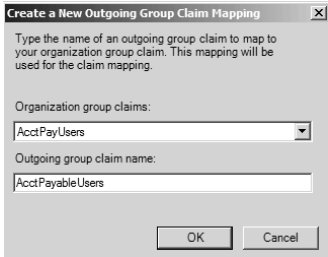 Create a New Outgoing Group Claim Mapping
Type the name of an outgoing group claim to map to
your organization group claim. This mapping will be
used for the claim mapping.
Organization group claims:
AcctPayUsers
Outgoing group claim name:
AcctPayableUsers
OK
Cancel